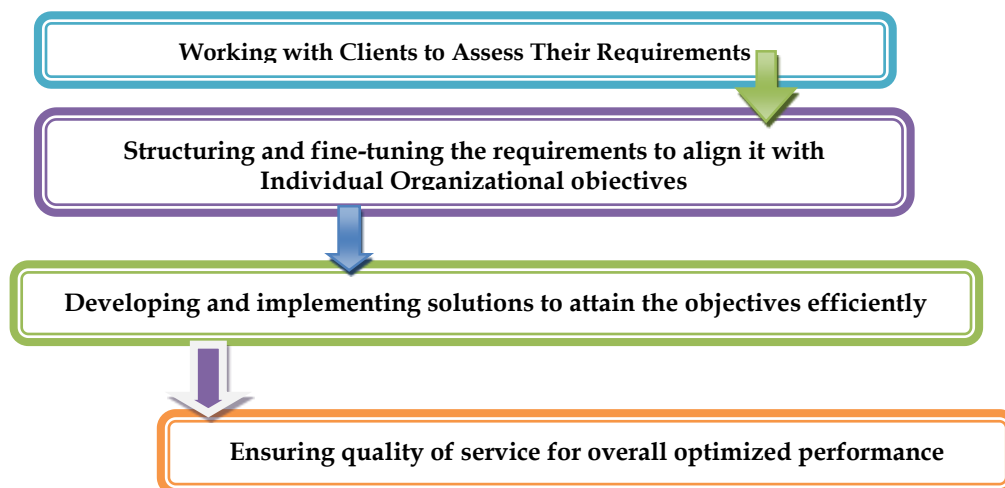 Working with Clients to Assess Their Requirements
Structuring and fine-tuning the requirements to align it with
Individual Organizational objectives
Developing and implementing solutions to attain the objectives efficiently
Ensuring quality of service for overall optimized performance